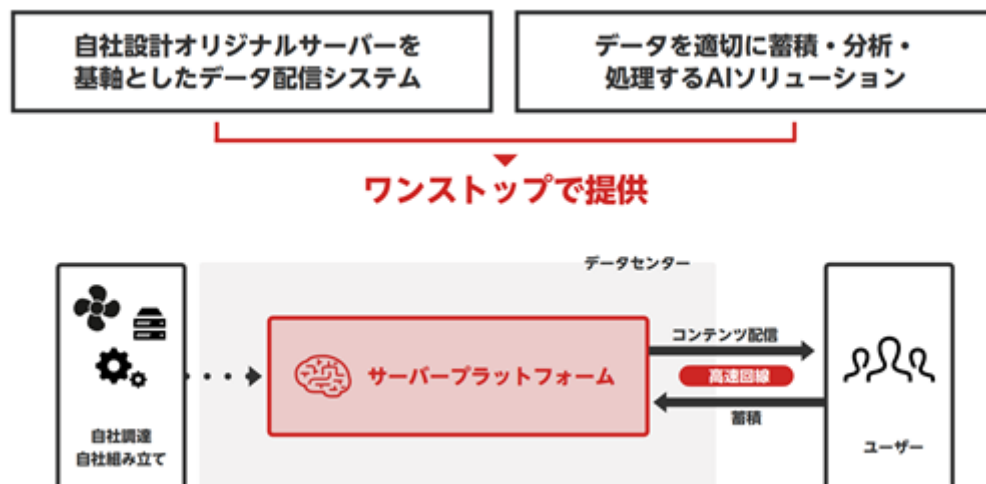 自社設計オリジナルサーバーを
基軸としたデータ配信システム
データを適切に蓄積・分析・
処理するAIソリューション
ワンストップで提供
データセンター
自社調達
自社組み立て
サーバープラットフォーム
コンテンツ配信
高速回線
蓄積
ユーザー